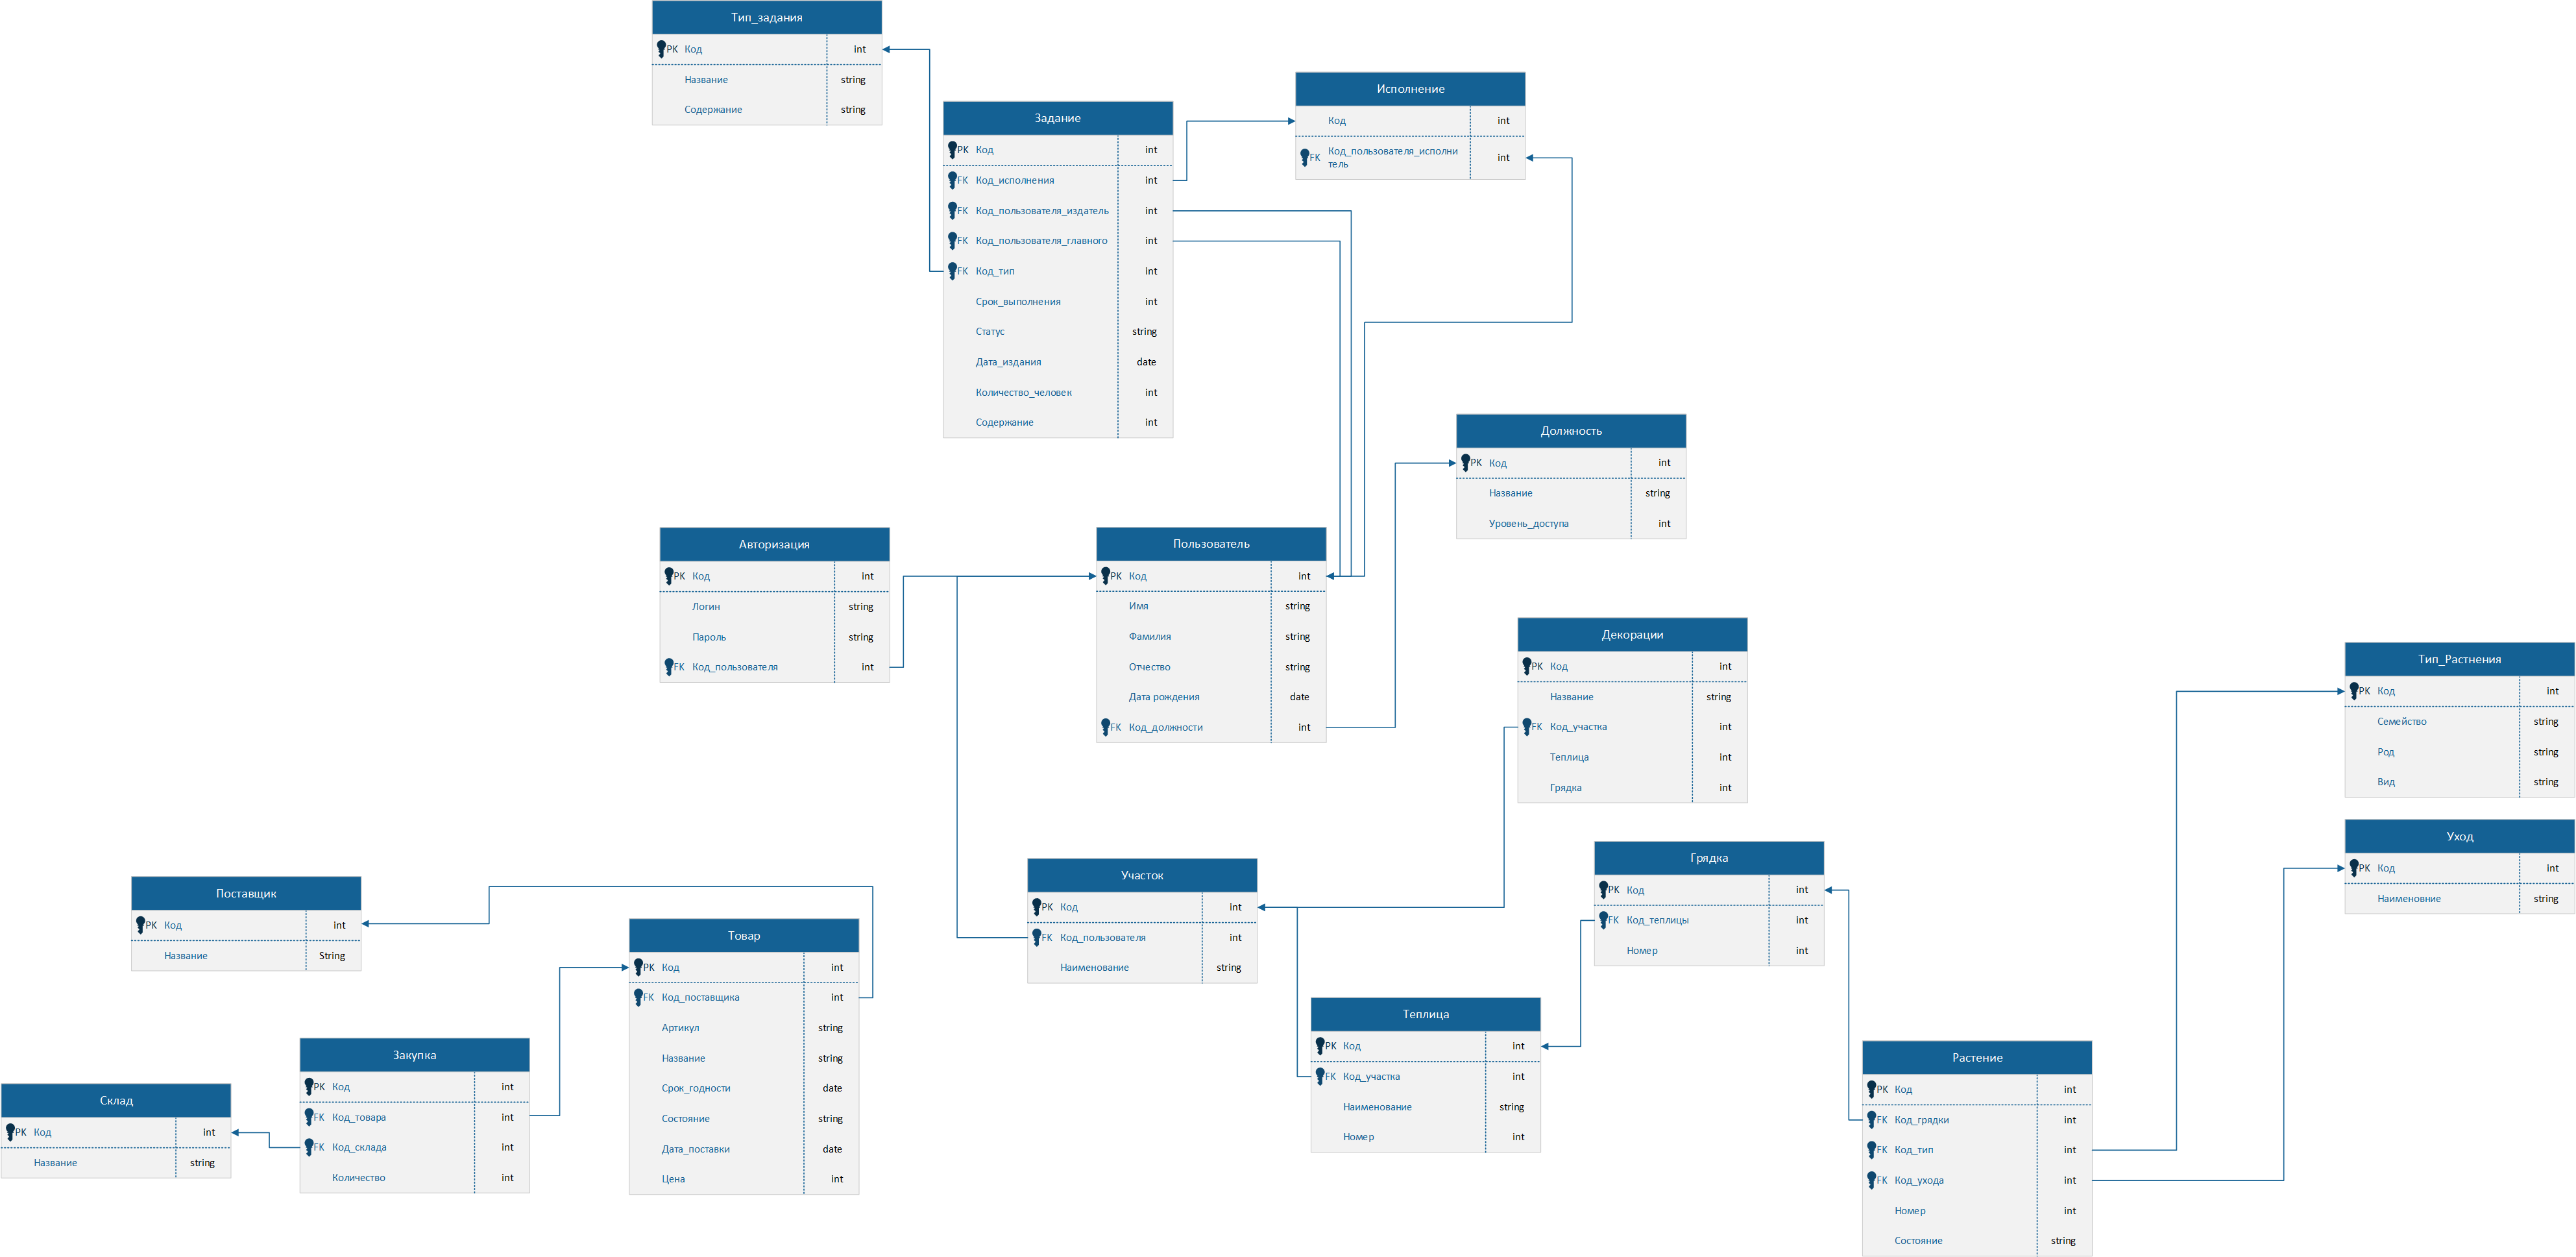 Тип_задания
PK Код int
Название string
Содержание string
Задание
PK Код int
FK Код_исполнения int
FK Код_пользователя_издатель int
FK Код_пользователя_главного int
FK Код_тип int
Срок_выполнения int
Статус string
Дата_издания date
Количество_человек int
Содержание int
Исполнение
Код int
FK Код_пользователя_исполни
тель int
Должность
PK Код int
Название string
Уровень_доступа int
Авторизация
PK Код int
Логин string
Пароль string
FK Код_пользователя int
Пользователь
PK Код int
Имя string
Фамилия string
Отчество string
Дата рождения date
FK Код_должности int
Декорации
PK Код int
Название string
FK Код_участка int
Теплица int
Грядка int
Тип_Растнения
PK Код int
Семейство string
Род string
Вид string
Уход
PK Код int
Наименовние string
Грядка
PK Код int
FK Код_теплицы int
Номер int
Участок
PK Код int
FK Код_пользователя int
Наименование string
Поставщик
PK Код int
Название String
Товар
PK Код int
FK Код_поставщика int
Артикул string
Название string
Срок_годности date
Состояние string
Дата_поставки date
Цена int
Теплица
PK Код int
FK Код_участка int
Наименование string
Номер int
Закупка
PK Код int
FK Код_товара int
FK Код_склада int
Количество int
Склад
PK Код int
Название string
Растение
PK Код int
FK Код_грядки int
FK Код_тип int
FK Код_ухода int
Номер int
Состояние string